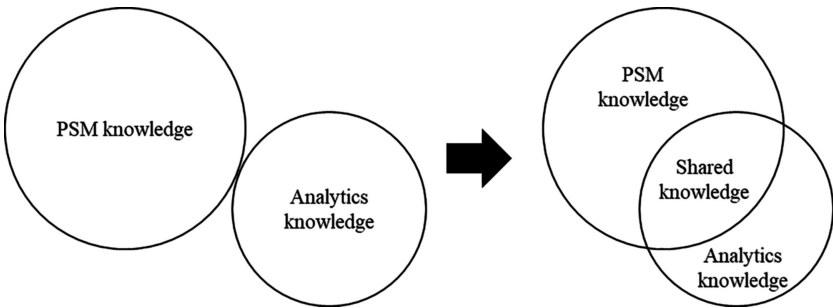 PSM knowledge
Analytics
knowledge
PSM
knowledge
Shared
knowledge
Analytics
knowledge